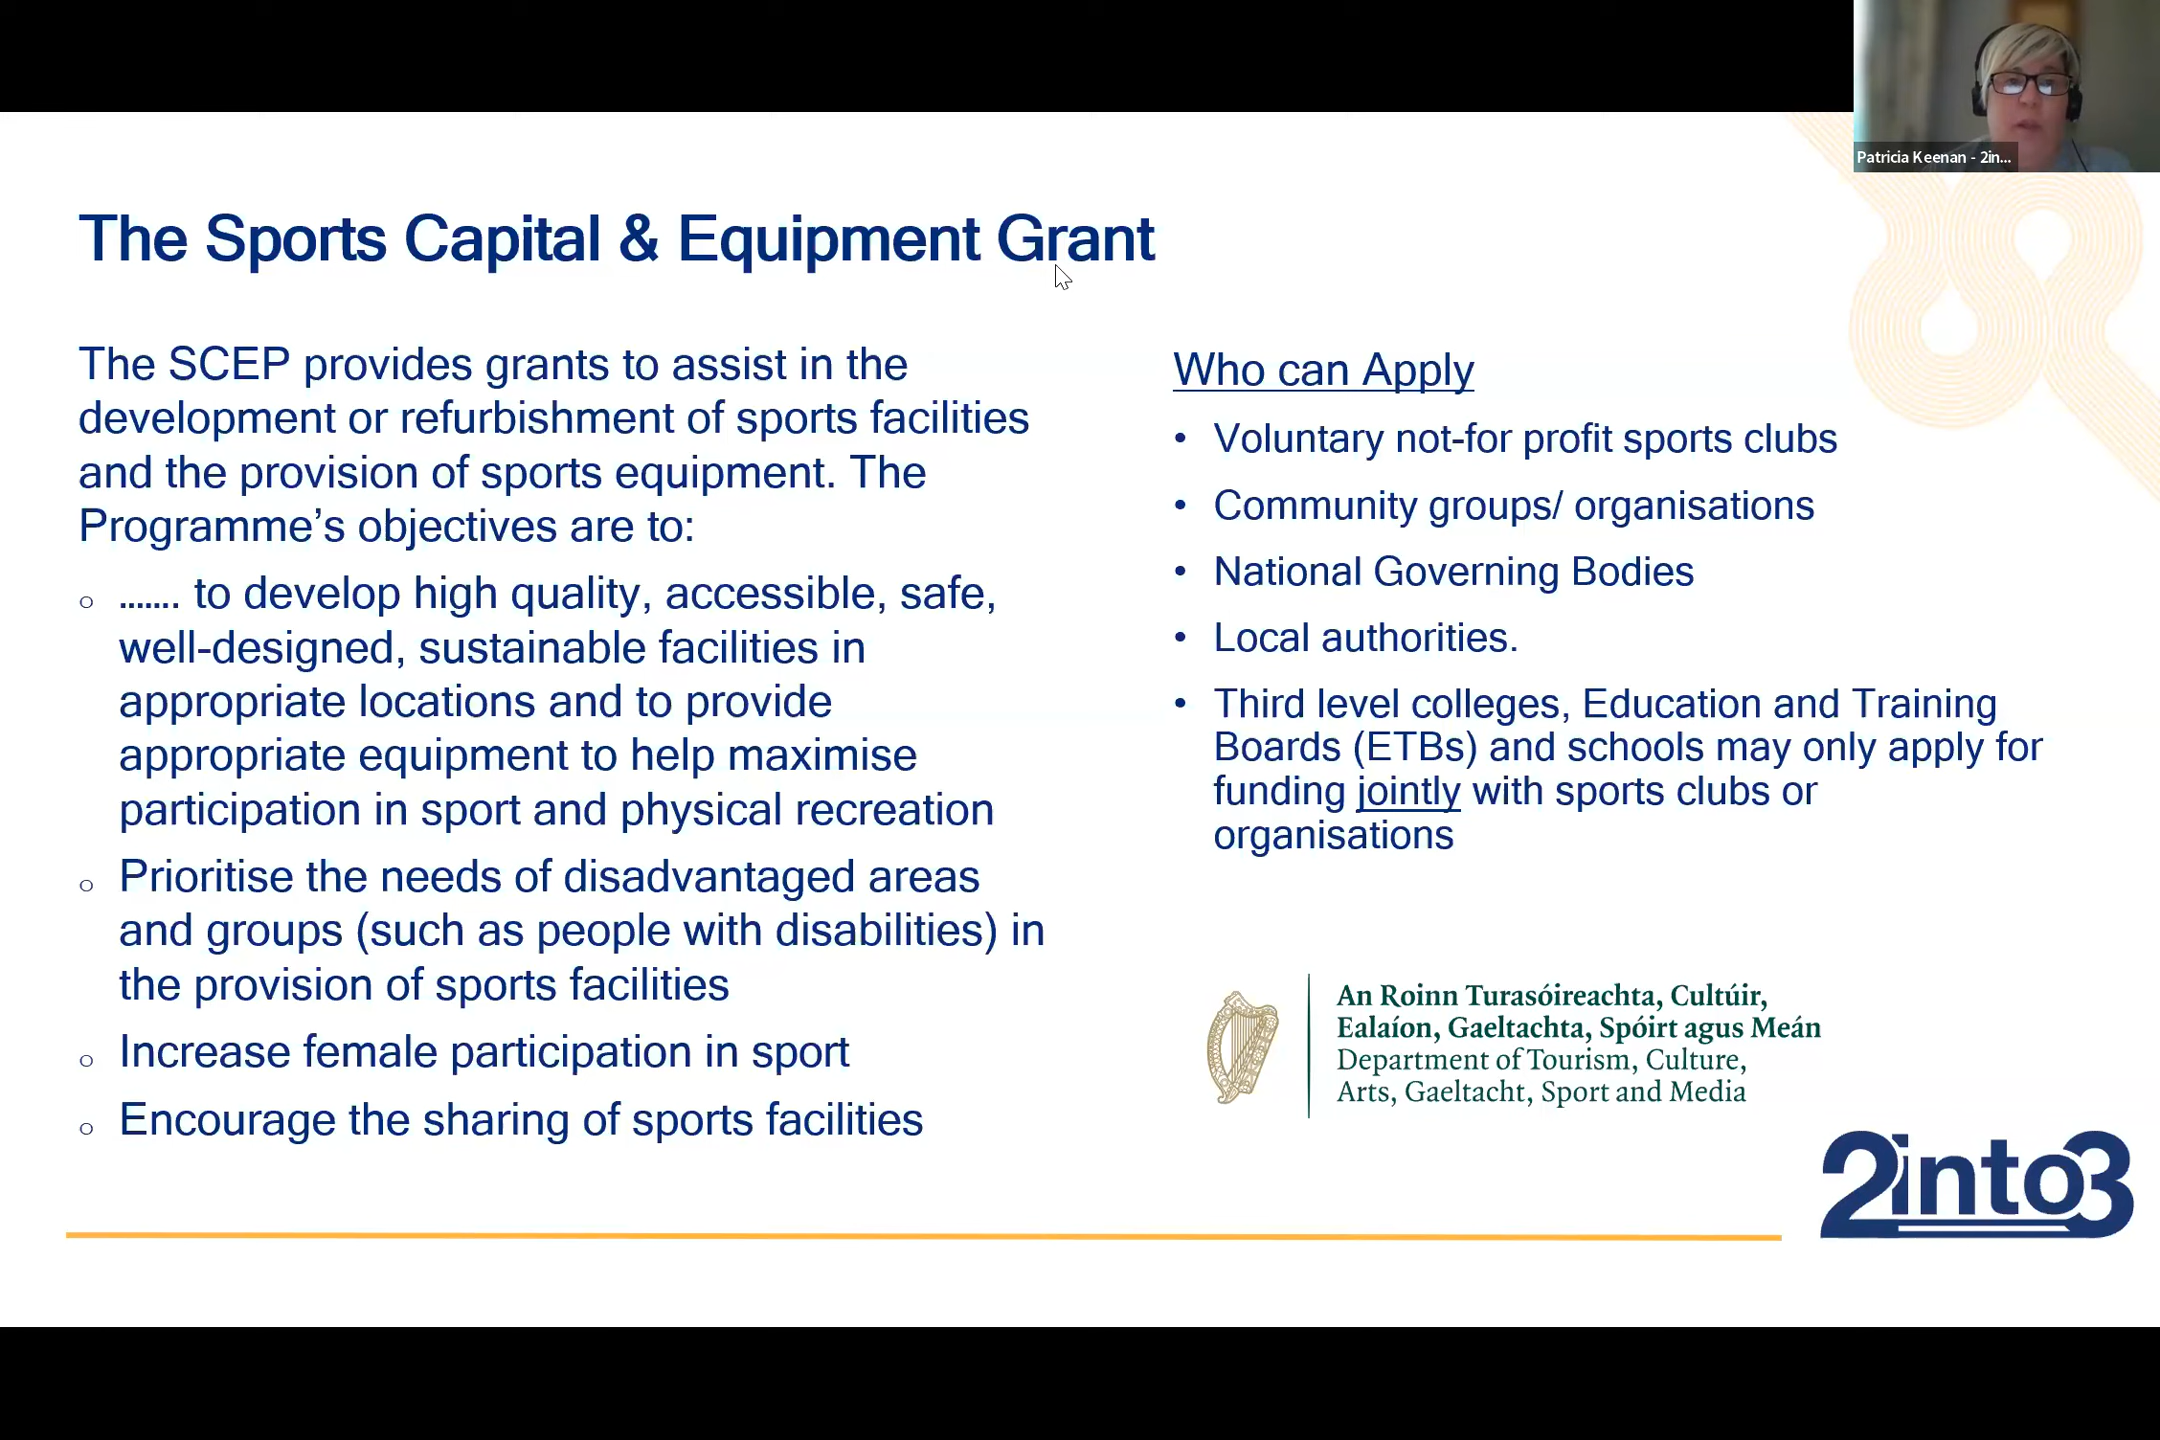 Patricia Keenan - 2in...
The Sports Capital & Equipment Grant
The SCEP provides grants to assist in the
development or refurbishment of sports facilities
and the provision of sports equipment. The
Programme’s objectives are to:
o ....... to develop high quality, accessible, safe,
well-designed, sustainable facilities in
appropriate locations and to provide
appropriate equipment to help maximise
participation in sport and physical recreation
o Prioritise the needs of disadvantaged areas
and groups (such as people with disabilities) in
the provision of sports facilities
o Increase female participation in sport
o Encourage the sharing of sports facilities
Who can Apply
• Voluntary not-for profit sports clubs
• Community groups/ organisations
• National Governing Bodies
• Local authorities.
• Third level colleges, Education and Training
Boards (ETBs) and schools may only apply for
funding jointly with sports clubs or
organisations
An Roinn Turasóireachta, Cultúir,
Ealaíon, Gaeltachta, Spóirt agus Meán
Department of Tourism, Culture,
Arts, Gaeltacht, Sport and Media
2into3